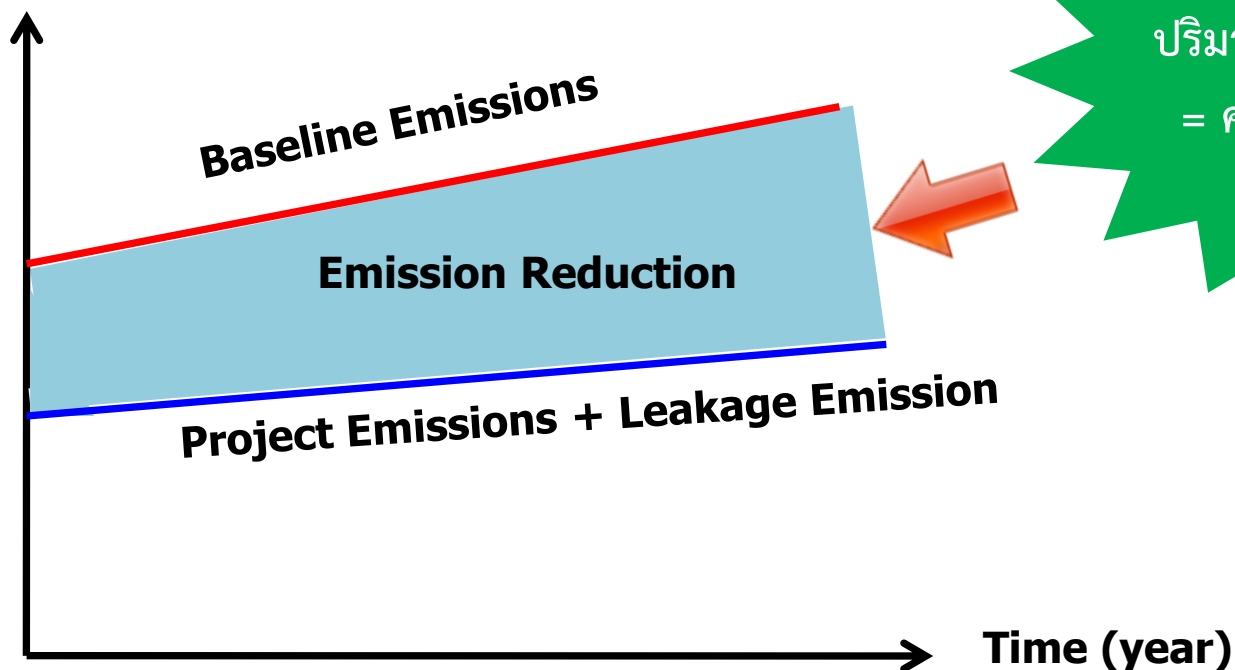 Baseline Emissions
Emission Reduction
Project Emissions + Leakage Emission
Time (year)
=